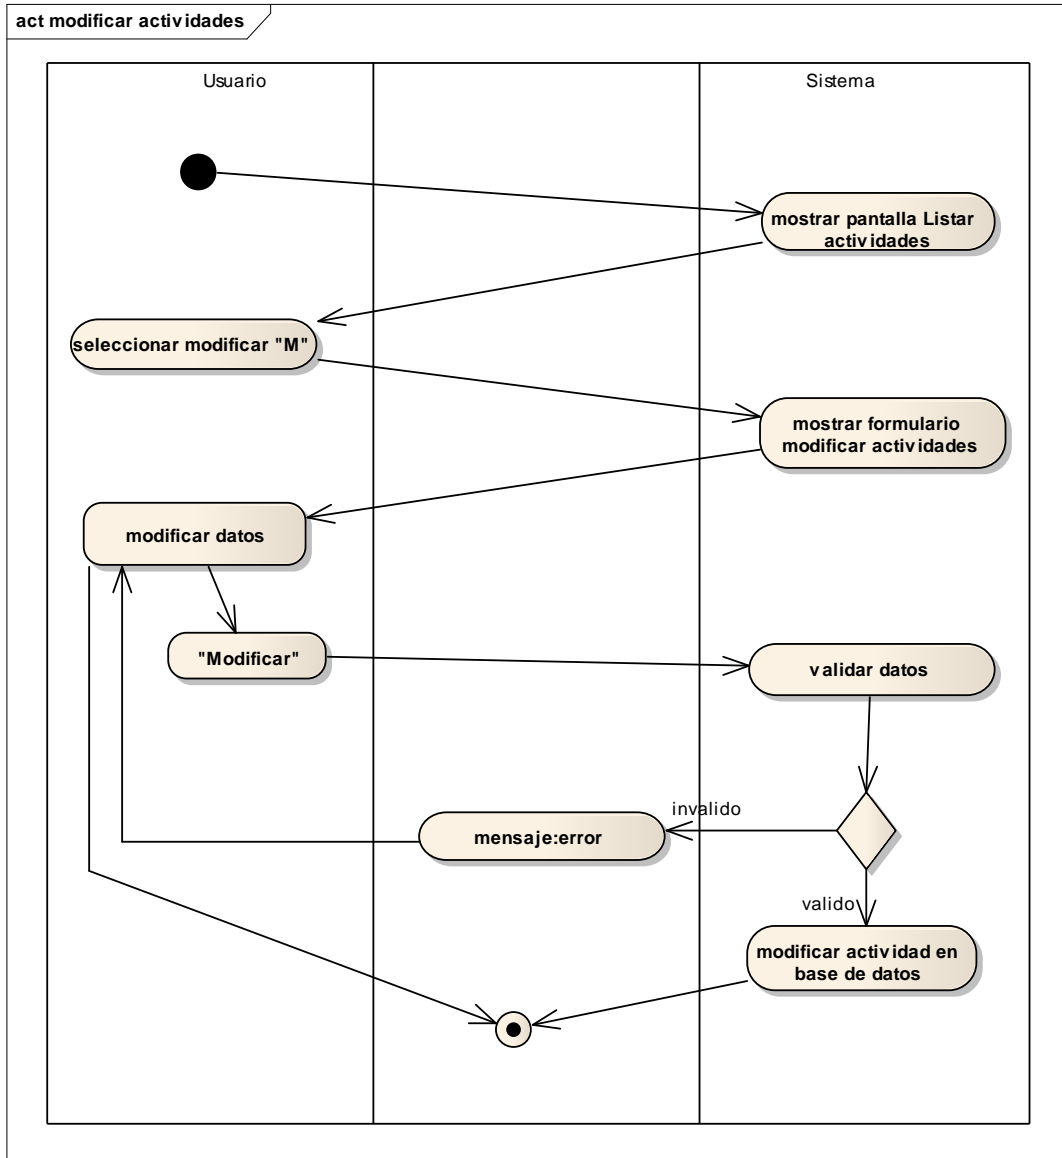 act modificar actividades
Usuario
Sistema
mostrar pantalla Listar
actividades
seleccionar modificar "M"
mostrar formulario
modificar actividades
modificar datos
"Modificar"
validar datos
invalido
mensaje:error
valido
modificar actividad en
base de datos